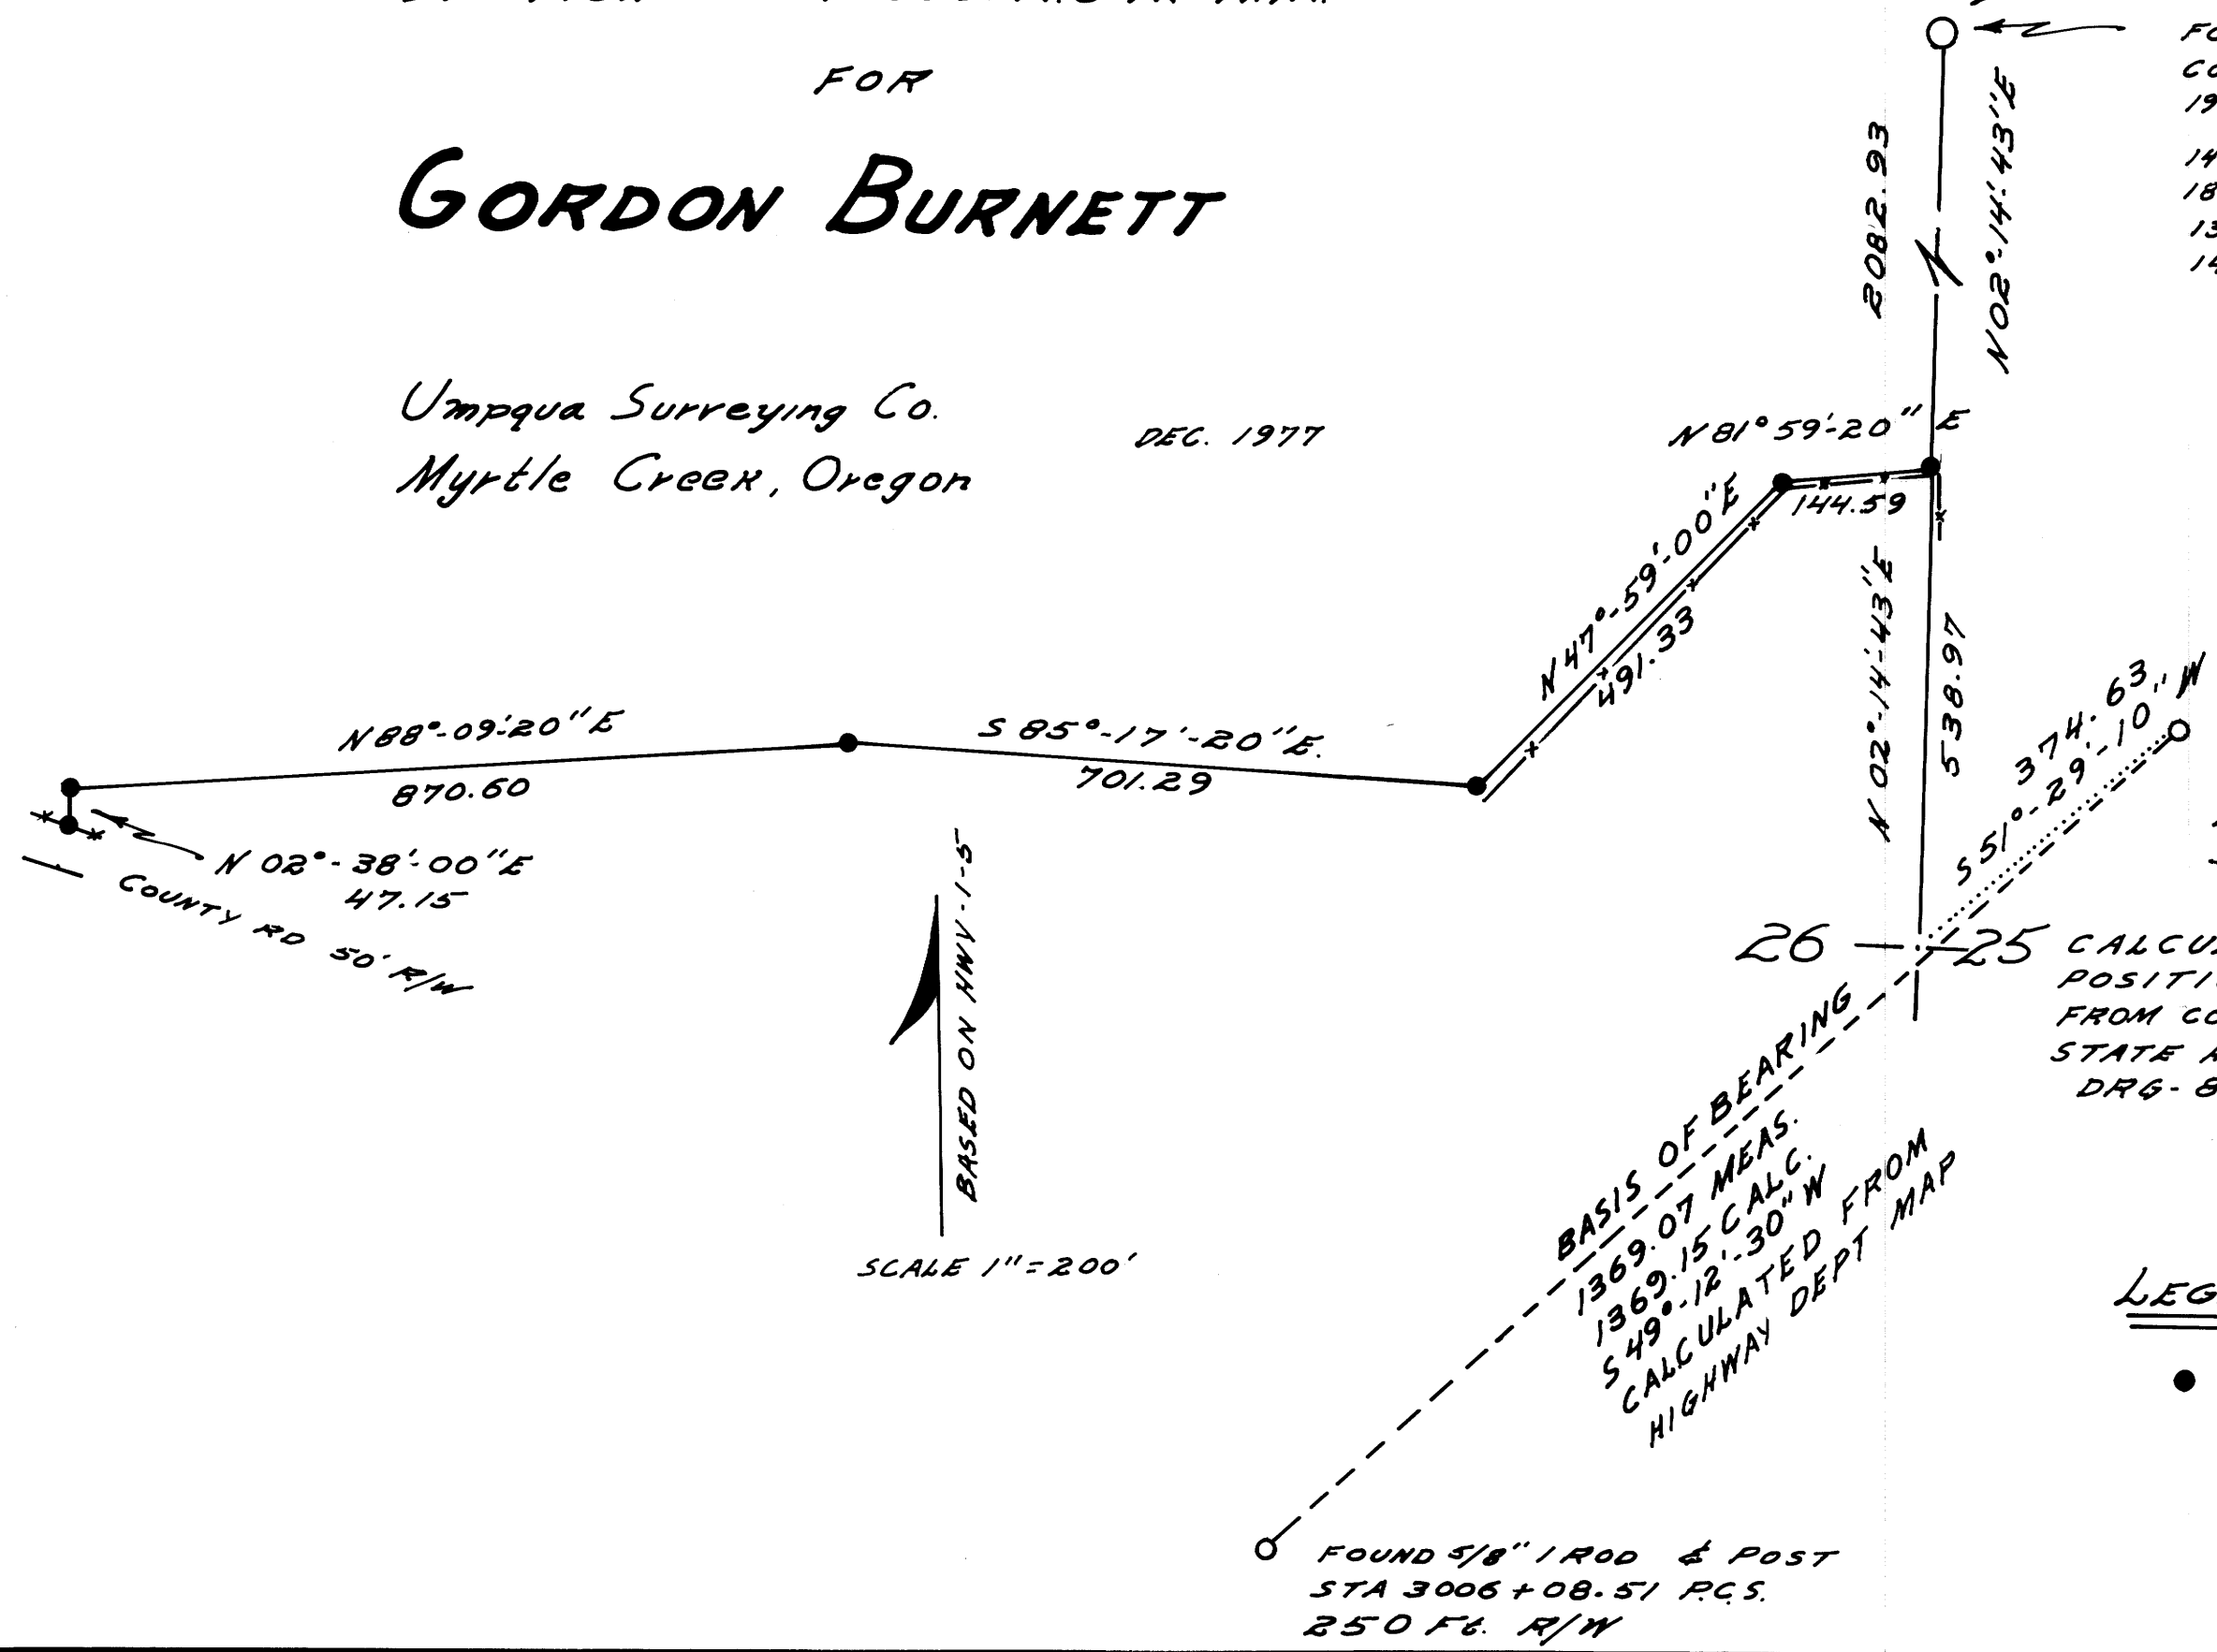 FOR
GORDON BURNETT
Umpqua Surveying Co.
Myrtle Creek, Oregon
DEC. 1977
2082.93
N 02°-14'-43"E
N 81° 59'-20" E
144.59
N 47°-59'-00"E
491.33
N 02°-14'-43"E
538.97
374.63
S 51°-29'-10" W
N 88°-09'-20" E
870.60
S 85°-17'-20" E.
701.29
N 02°-38'-00" E
47.15
COUNTY RD 50' R/W
BASED ON HWY-1-5
SCALE 1"=200'
26
25
POSITI
FROM CO
STATE
DRG-8
BASIS OF BEARING
1369.07 MEAS.
1369.15 CALC.
S 49°-12'-30" W
CALCULATED FROM
HIGHWAY DEPT MAP
LEG
FOUND 5/8" I ROD & POST
STA 3006+08.51 P.C.S.
250 Ft. R/W